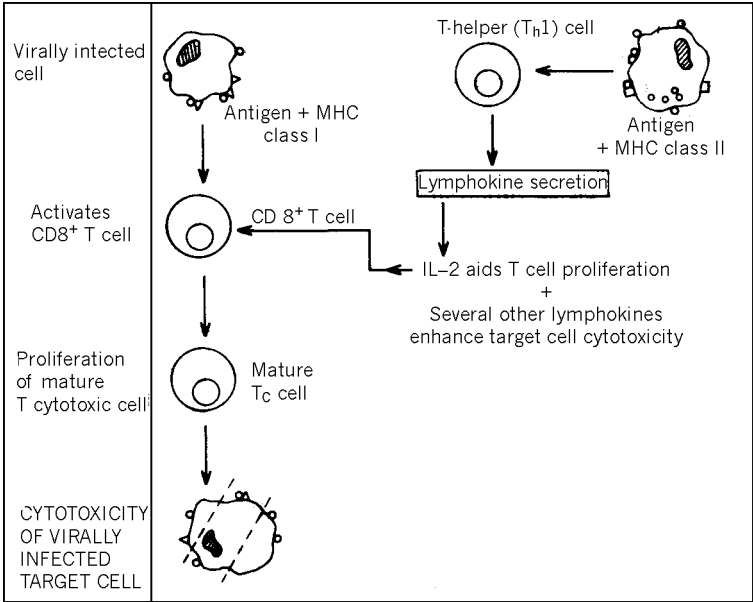 Virally infected
cell
Antigen + MHC
class I
T-helper (Th1) cell
Antigen
+ MHC class II
Lymphokine secretion
Activates
CD8+ T cell
CD 8+ T cell
IL–2 aids T cell proliferation
+
Several other lymphokines
enhance target cell cytotoxicity
Proliferation
of mature
T cytotoxic cell
Mature
Tc cell
CYTOTOXICITY
OF VIRALLY
INFECTED
TARGET CELL